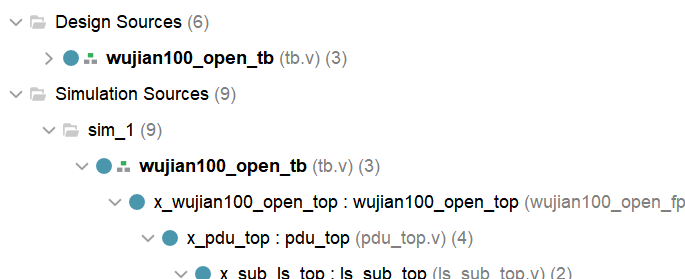 Design Sources (6)
wujian100_open_tb (tb.v) (3)
Simulation Sources (9)
sim_1 (9)
wujian100_open_tb (tb.v) (3)
x_wujian100_open_top : wujian100_open_top (wujian100_open_fp
x_pdu_top : pdu_top (pdu_top.v) (4)
x_sub_ls_top : ls_sub_top (ls_sub_top.v) (2)